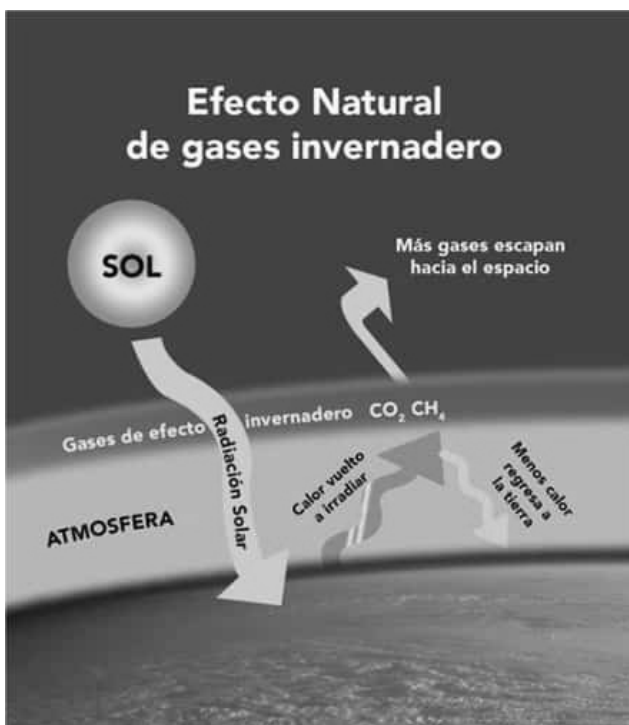 Efecto Natural
de gases invernadero
SOL
Más gases escapan
hacia el espacio
Gases de efecto invernadero CO₂ CH₄
Radiación Solar
Calor vuelto
a irradiar
Menos calor
regresa a
la tierra
ATMOSFERA